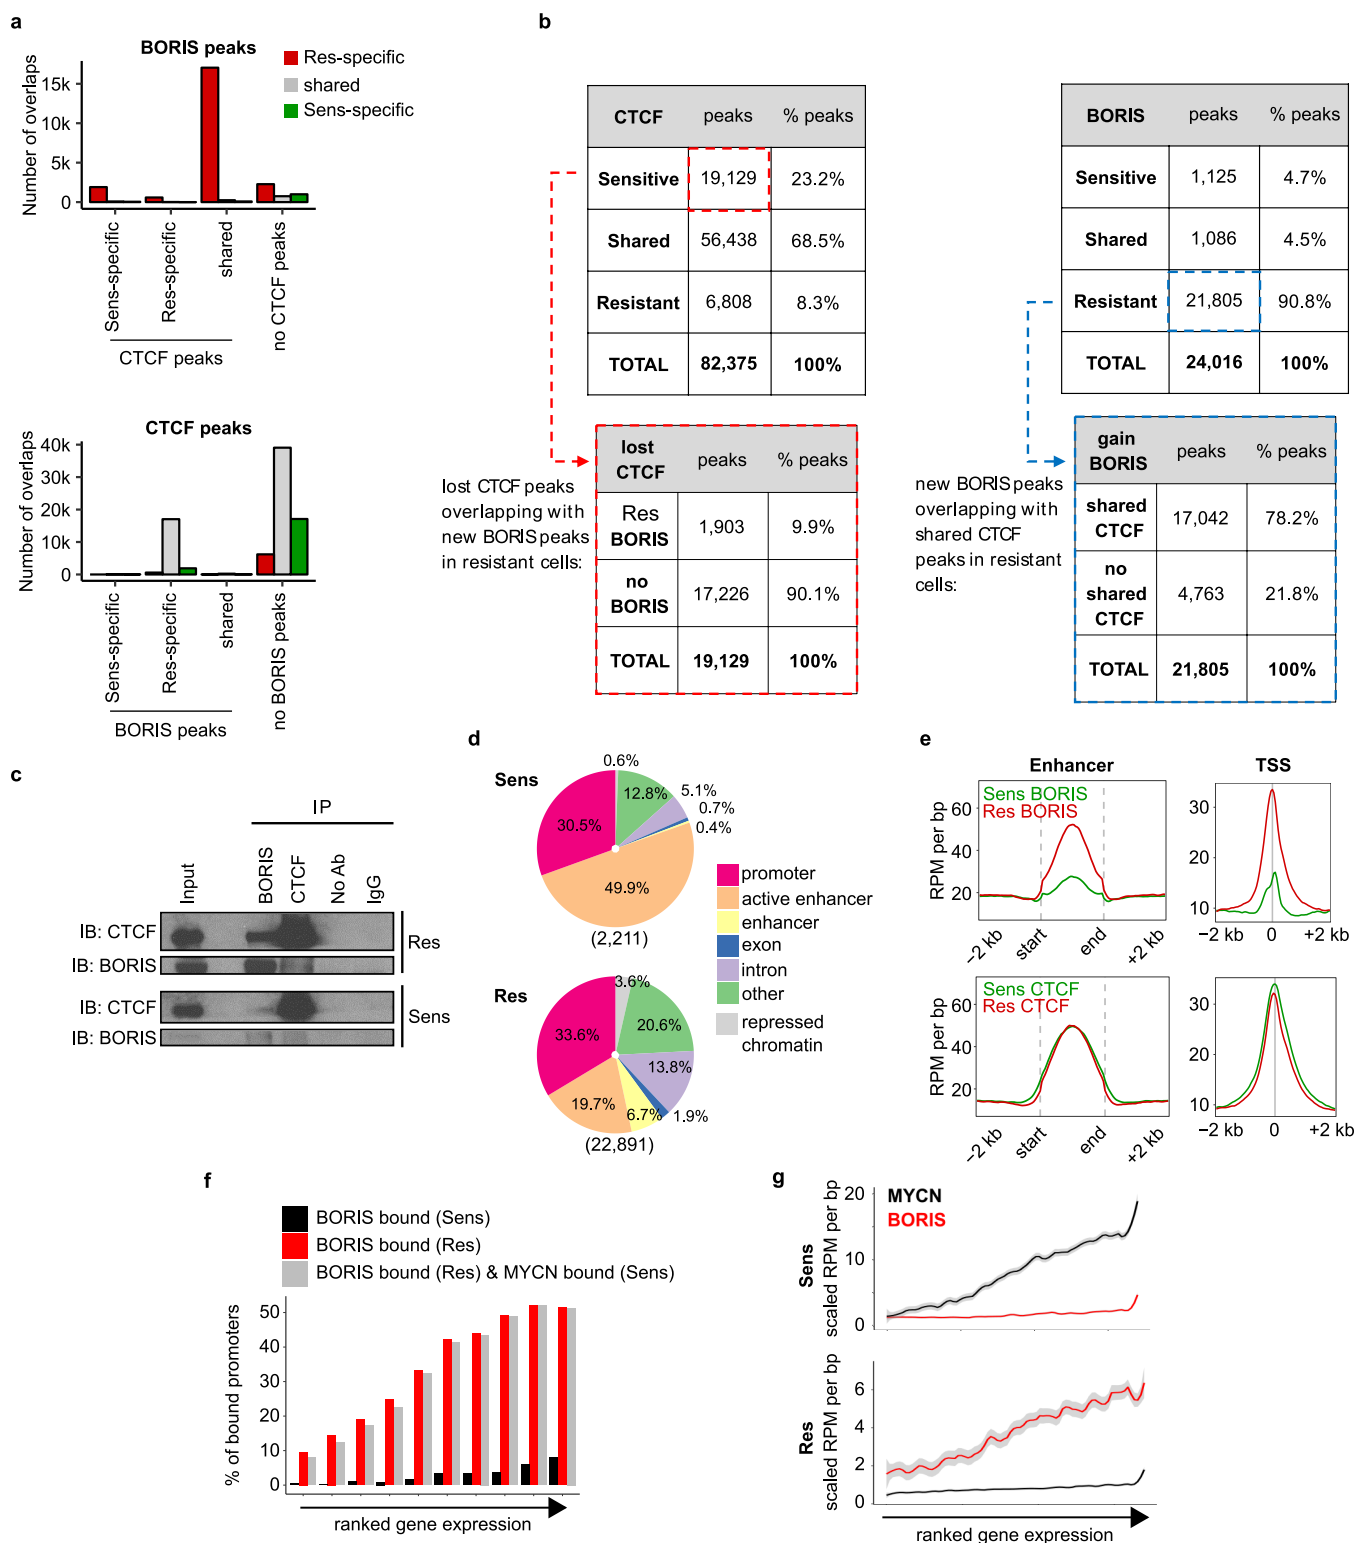 a
BORIS peaks
Res-specific
shared
Sens-specific
Number of overlaps
15k
10k
5k
0
Sens-specific
Res-specific
shared
no CTCF peaks
CTCF peaks
CTCF peaks
Number of overlaps
40k
30k
20k
10k
0
Sens-specific
Res-specific
shared
no BORIS peaks
BORIS peaks
b
CTCF peaks % peaks
Sensitive 19,129 23.2%
Shared 56,438 68.5%
Resistant 6,808 8.3%
TOTAL 82,375 100%
lost CTCF peaks
overlapping with
new BORIS peaks
in resistant cells:
lost
CTCF peaks % peaks
Res
BORIS 1,903 9.9%
no
BORIS 17,226 90.1%
TOTAL 19,129 100%
BORIS peaks % peaks
Sensitive 1,125 4.7%
Shared 1,086 4.5%
Resistant 21,805 90.8%
TOTAL 24,016 100%
new BORIS peaks
overlapping with
shared CTCF
peaks in resistant
cells:
gain
BORIS peaks % peaks
shared
CTCF 17,042 78.2%
no
shared
CTCF 4,763 21.8%
TOTAL 21,805 100%
c
IP
Input
BORIS
CTCF
No Ab
IgG
IB: CTCF
IB: BORIS
Res
IB: CTCF
IB: BORIS
Sens
d
Sens
0.6%
12.8%
5.1%
0.7%
0.4%
30.5%
49.9%
(2,211)
promoter
active enhancer
enhancer
exon
intron
other
repressed
chromatin
Res
3.6%
33.6%
20.6%
13.8%
19.7%
6.7%
1.9%
(22,891)
e
Enhancer
TSS
Sens BORIS
Res BORIS
RPM per bp
60
40
20
−2 kb
start
end
+2 kb
30
20
10
−2 kb 0 +2 kb
Sens CTCF
Res CTCF
RPM per bp
60
40
20
−2 kb
start
end
+2 kb
30
20
10
−2 kb 0 +2 kb
f
BORIS bound (Sens)
BORIS bound (Res)
BORIS bound (Res) & MYCN bound (Sens)
% of bound promoters
50
40
30
20
10
0
ranked gene expression
g
MYCN
BORIS
Sens
scaled RPM per bp
20
10
0
Res
scaled RPM per bp
6
4
2
0
ranked gene expression